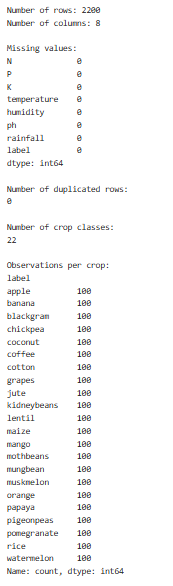 Number of rows: 2200
Number of columns: 8

Missing values:
N              0
P              0
K              0
temperature    0
humidity       0
ph             0
rainfall       0
label          0
dtype: int64

Number of duplicated rows:
0

Number of crop classes:
22

Observations per crop:
label
apple          100
banana         100
blackgram      100
chickpea       100
coconut        100
coffee         100
cotton         100
grapes         100
jute           100
kidneybeans    100
lentil         100
maize          100
mango          100
mothbeans      100
mungbean       100
muskmelon      100
orange         100
papaya         100
pigeonpeas     100
pomegranate    100
rice           100
watermelon     100
Name: count, dtype: int64